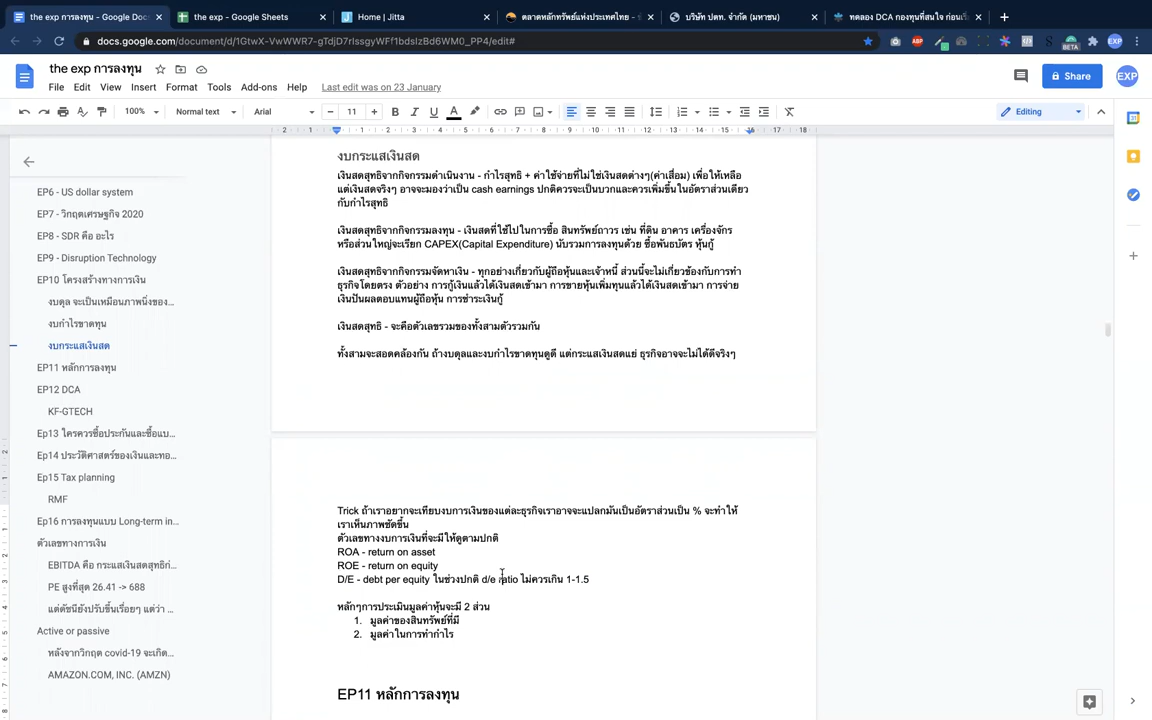 the exp การลงทุน - Google Doc
the exp - Google Sheets
Home | Jitta
ตลาดหลักทรัพย์แห่งประเทศไทย -
บริษัท ปตท. จำกัด (มหาชน)
ทดลอง DCA กองทุนที่สนใจ ก่อนเริ
docs.google.com/document/d/1GtwX-VwWWR7-gTdjD7rIssgyWFf1bdsIzBd6WM0_PP4/edit#
ABP
BETA
EXP
the exp การลงทุน
File Edit View Insert Format Tools Add-ons Help Last edit was on 23 January
Share
EXP
100% Normal text Arial 11 Editing
2 1 1 2 3 4 5 6 7 8 9 10 11 12 13 14 15 16 17 18
EP6 - US dollar system
EP7 - วิกฤตเศรษฐกิจ 2020
EP8 - SDR คือ อะไร
EP9 - Disruption Technology
EP10 โครงสร้างทางการเงิน
งบดุล จะเป็นเหมือนภาพนิ่งของ...
งบกำไรขาดทุน
งบกระแสเงินสด
EP11 หลักการลงทุน
EP12 DCA
KF-GTECH
Ep13 ใครควรซื้อประกันและซื้อแบ...
Ep14 ประวัติศาสตร์ของเงินและทอ...
Ep15 Tax planning
RMF
Ep16 การลงทุนแบบ Long-term in...
ตัวเลขทางการเงิน
EBITDA คือ กระแสเงินสดสุทธิก่...
PE สูงที่สุด 26.41 -> 688
แต่ดัชนียังปรับขึ้นเรื่อยๆ แต่ว่า ...
Active or passive
หลังจากวิกฤต covid-19 จะเกิด...
AMAZON.COM, INC. (AMZN)
งบกระแสเงินสด
เงินสดสุทธิจากกิจกรรมดำเนินงาน - กำไรสุทธิ + ค่าใช้จ่ายที่ไม่ใช่เงินสดต่างๆ(ค่าเสื่อม) เพื่อให้เหลือ
แต่เงินสดจริงๆ อาจจะมองว่าเป็น cash earnings ปกติควรจะเป็นบวกและควรเพิ่มขึ้นในอัตราส่วนเดียว
กับกำไรสุทธิ
เงินสดสุทธิจากกิจกรรมลงทุน - เงินสดที่ใช้ไปในการซื้อ สินทรัพย์ถาวร เช่น ที่ดิน อาคาร เครื่องจักร
หรือส่วนใหญ่จะเรียก CAPEX(Capital Expenditure) นับรวมการลงทุนด้วย ซื้อพันธบัตร หุ้นกู้
เงินสดสุทธิจากกิจกรรมจัดหาเงิน - ทุกอย่างเกี่ยวกับผู้ถือหุ้นและเจ้าหนี้ ส่วนนี้จะไม่เกี่ยวข้องกับการทำ
ธุรกิจโดยตรง ตัวอย่าง การกู้เงินแล้วได้เงินสดเข้ามา การขายหุ้นเพิ่มทุนแล้วได้เงินสดเข้ามา การจ่าย
เงินปันผลตอบแทนผู้ถือหุ้น การชำระเงินกู้
เงินสดสุทธิ - จะคือตัวเลขรวมของทั้งสามตัวรวมกัน
ทั้งสามจะสอดคล้องกัน ถ้างบดุลและงบกำไรขาดทุนดูดี แต่กระแสเงินสดแย่ ธุรกิจอาจจะไม่ได้ดีจริงๆ
Trick ถ้าเราอยากจะเทียบงบการเงินของแต่ละธุรกิจเราอาจจะแปลกมันเป็นอัตราส่วนเป็น % จะทำให้
เราเห็นภาพชัดขึ้น
ตัวเลขทางงบการเงินที่จะมีให้ดูตามปกติ
ROA - return on asset
ROE - return on equity
D/E - debt per equity ในช่วงปกติ d/e ratio ไม่ควรเกิน 1-1.5
หลักๆการประเมินมูลค่าหุ้นจะมี 2 ส่วน
1. มูลค่าของสินทรัพย์ที่มี
2. มูลค่าในการทำกำไร
EP11 หลักการลงทุน